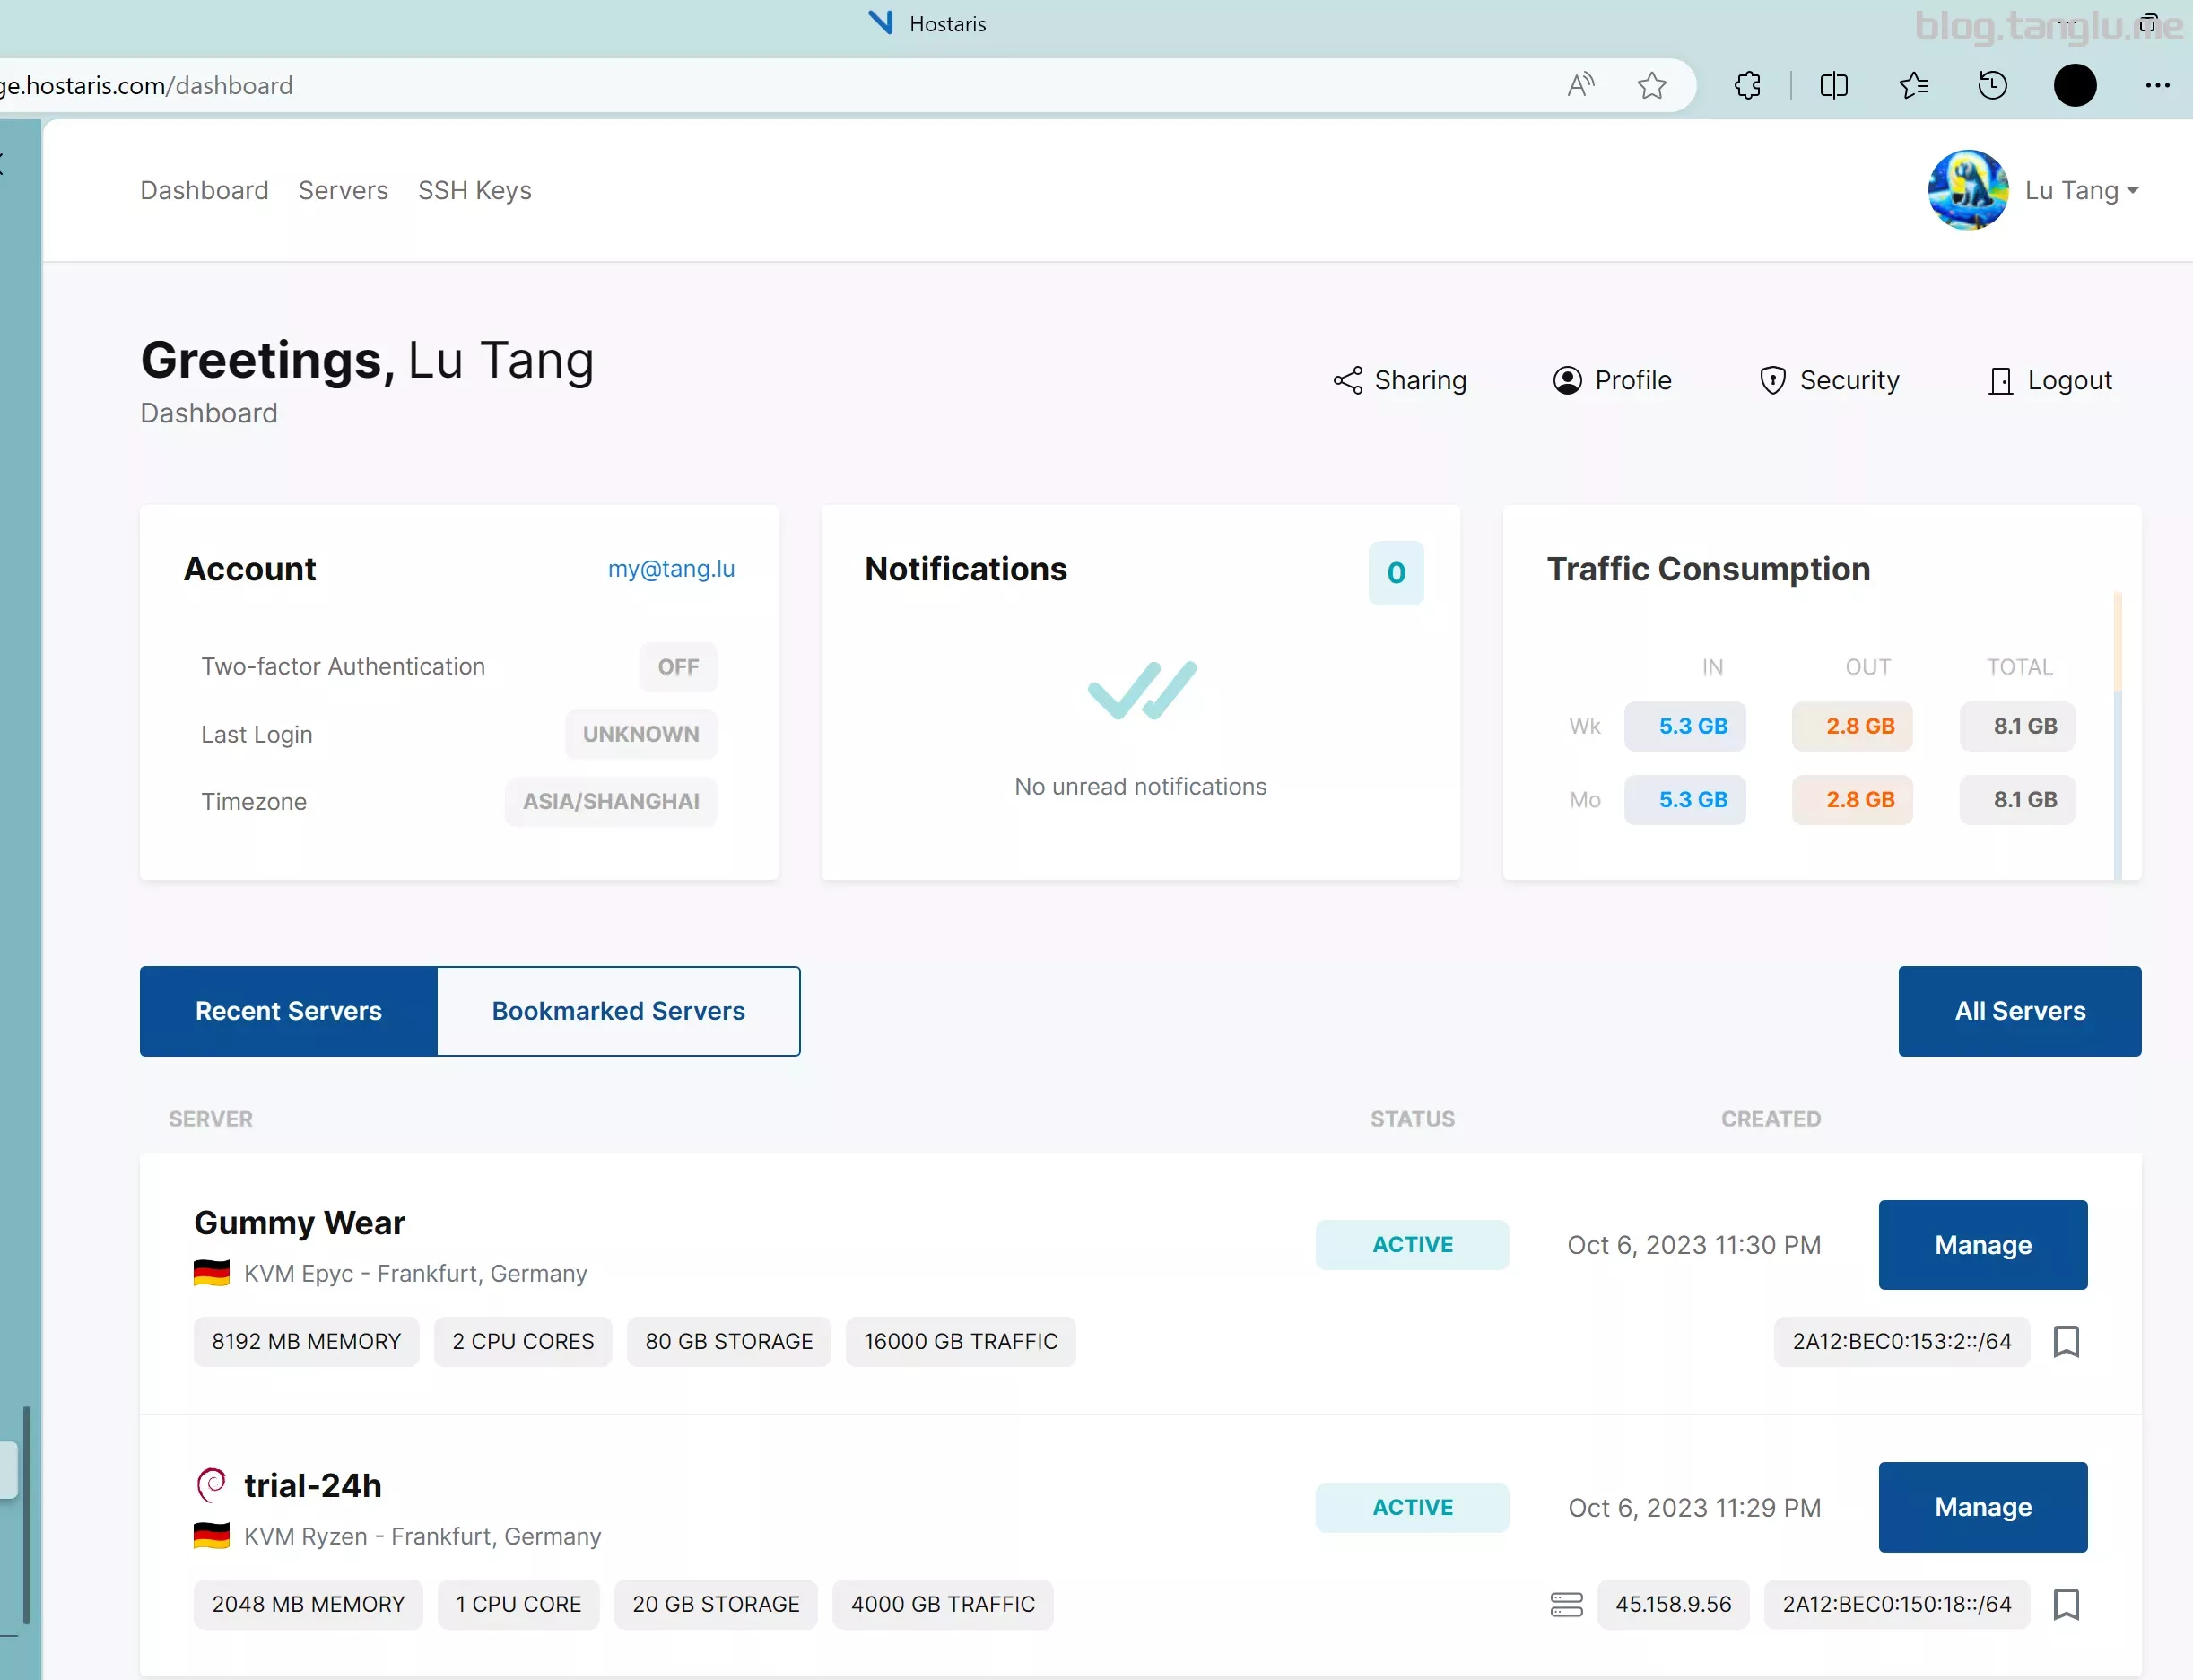 Hostaris
blog.tanglu.me
ge.hostaris.com/dashboard
Dashboard Servers SSH Keys
Lu Tang
Greetings, Lu Tang
Dashboard
Sharing Profile Security Logout
Account my@tang.lu
Two-factor Authentication OFF
Last Login UNKNOWN
Timezone ASIA/SHANGHAI
Notifications 0
No unread notifications
Traffic Consumption
IN OUT TOTAL
Wk 5.3 GB 2.8 GB 8.1 GB
Mo 5.3 GB 2.8 GB 8.1 GB
Recent Servers Bookmarked Servers All Servers
SERVER STATUS CREATED
Gummy Wear
KVM Epyc - Frankfurt, Germany
ACTIVE Oct 6, 2023 11:30 PM Manage
8192 MB MEMORY 2 CPU CORES 80 GB STORAGE 16000 GB TRAFFIC 2A12:BEC0:153:2::/64
trial-24h
KVM Ryzen - Frankfurt, Germany
ACTIVE Oct 6, 2023 11:29 PM Manage
2048 MB MEMORY 1 CPU CORE 20 GB STORAGE 4000 GB TRAFFIC 45.158.9.56 2A12:BEC0:150:18::/64